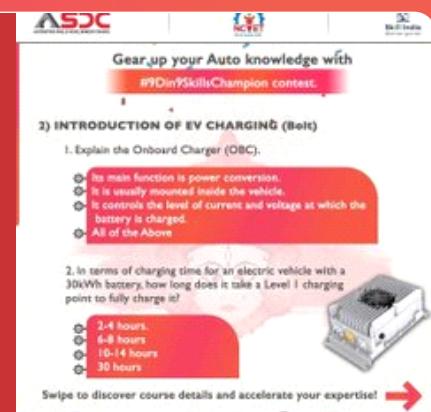 ASDC
NCVET
Skill India
Gear up your Auto knowledge with
#9Din9SkillsChampion contest.
2) INTRODUCTION OF EV CHARGING (Bolt)
1. Explain the Onboard Charger (OBC).
Its main function is power conversion.
It is usually mounted inside the vehicle.
It controls the level of current and voltage at which the
battery is charged.
All of the Above
2. In terms of charging time for an electric vehicle with a
30kWh battery, how long does it take a Level 1 charging
point to fully charge it?
2-4 hours.
6-8 hours
10-14 hours
30 hours
Swipe to discover course details and accelerate your expertise!